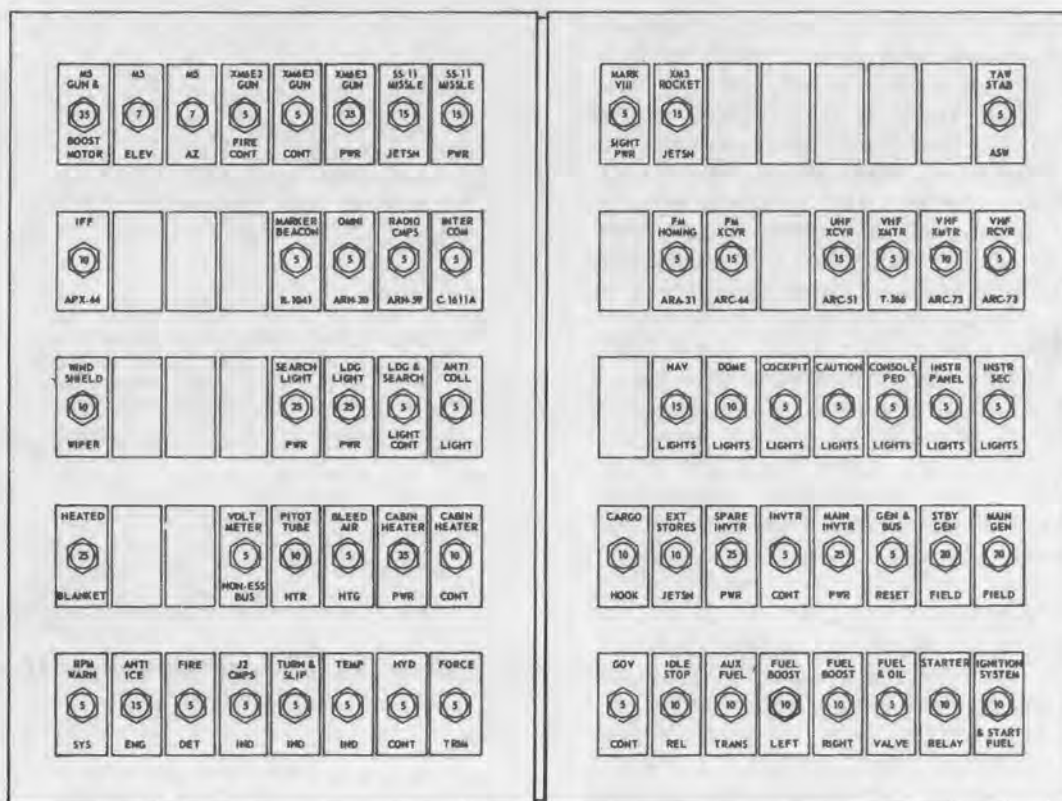 M5
GUN &
35
BOOST
MOTOR
M5
7
ELEV
M5
7
AZ
XM6E3
GUN
5
FIRE
CONT
XM6E3
GUN
5
CONT
XM6E3
GUN
25
PWR
SS-11
MISSLE
15
JETSN
SS-11
MISSLE
15
PWR
MARK
VIII
5
SIGHT
PWR
XM3
ROCKET
15
JETSN
YAW
STAB
5
ASW
IFF
10
APX-44
MARKER
BEACON
5
R-1041
OMNI
5
ARN-30
RADIO
CMPS
5
ARN-59
INTER
COM
5
C-1611A
FM
HOMING
5
ARA-31
FM
XCVR
15
ARC-44
UHF
XCVR
15
ARC-51
VHF
XMTR
5
T-366
VHF
XMTR
10
ARC-73
VHF
RCVR
5
ARC-73
WIND
SHIELD
10
WIPER
SEARCH
LIGHT
25
PWR
LDG
LIGHT
25
PWR
LDG &
SEARCH
5
LIGHT
CONT
ANTI
COLL
5
LIGHT
NAV
15
LIGHTS
DOME
10
LIGHTS
COCKPIT
5
LIGHTS
CAUTION
5
LIGHTS
CONSOLE
PED
5
LIGHTS
INSTR
PANEL
5
LIGHTS
INSTR
SEC
5
LIGHTS
HEATED
25
BLANKET
VOLT
METER
5
NON-ESS
BUS
PITOT
TUBE
10
HTR
BLEED
AIR
5
HTG
CABIN
HEATER
35
PWR
CABIN
HEATER
10
CONT
CARGO
10
HOOK
EXT
STORES
10
JETSN
SPARE
INVTR
25
PWR
INVTR
5
CONT
MAIN
INVTR
25
PWR
GEN &
BUS
5
RESET
STBY
GEN
20
FIELD
MAIN
GEN
20
FIELD
RPM
WARN
5
SYS
ANTI
ICE
15
ENG
FIRE
5
DET
J2
CMPS
5
IND
TURN &
SLIP
5
IND
TEMP
5
IND
HYD
5
CONT
FORCE
5
TRIM
GOV
5
CONT
IDLE
STOP
10
REL
AUX
FUEL
10
TRANS
FUEL
BOOST
10
LEFT
FUEL
BOOST
10
RIGHT
FUEL
& OIL
5
VALVE
STARTER
10
RELAY
IGNITION
SYSTEM
10
& START
FUEL